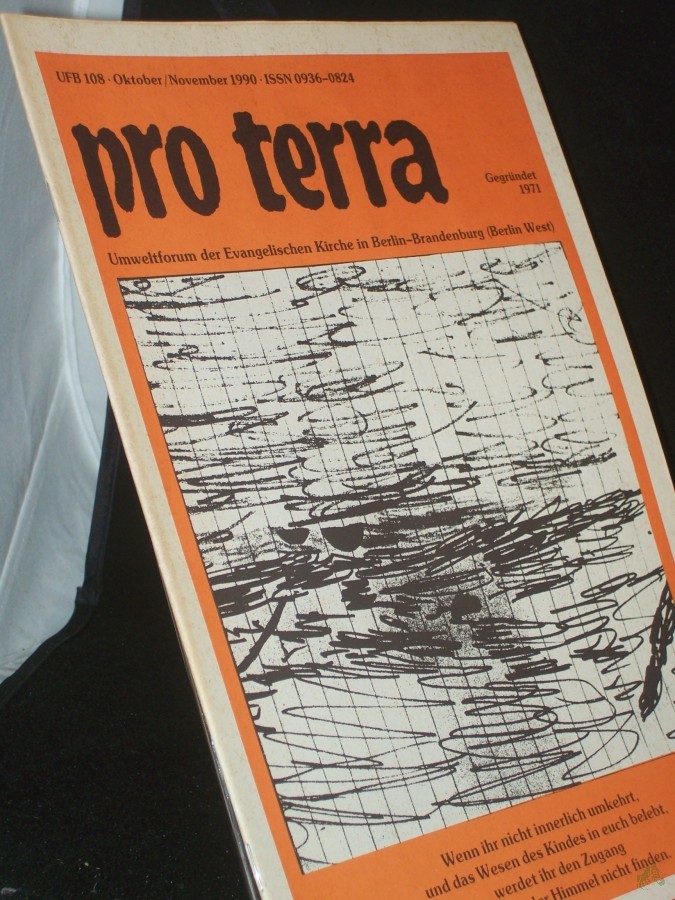 UFB 108 · Oktober/November 1990 · ISSN 0936-0824
pro terra
Gegründet
1971
Umweltforum der Evangelischen Kirche in Berlin-Brandenburg (Berlin West)
Wenn ihr nicht innerlich umkehrt,
und das Wesen des Kindes in euch belebt,
werdet ihr den Zugang
der Himmel nicht finden.